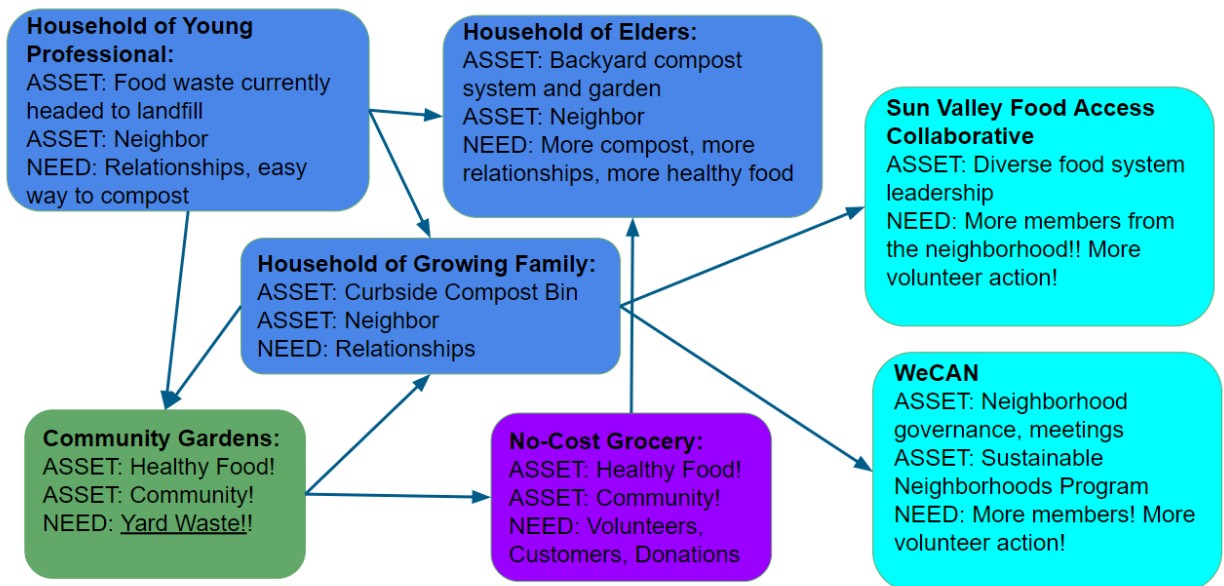 Household of Young
Professional:
ASSET: Food waste currently
headed to landfill
ASSET: Neighbor
NEED: Relationships, easy
way to compost
Household of Elders:
ASSET: Backyard compost
system and garden
ASSET: Neighbor
NEED: More compost, more
relationships, more healthy food
Sun Valley Food Access
Collaborative
ASSET: Diverse food system
leadership
NEED: More members from
the neighborhood!! More
volunteer action!
Household of Growing Family:
ASSET: Curbside Compost Bin
ASSET: Neighbor
NEED: Relationships
Community Gardens:
ASSET: Healthy Food!
ASSET: Community!
NEED: Yard Waste!!
No-Cost Grocery:
ASSET: Healthy Food!
ASSET: Community!
NEED: Volunteers,
Customers, Donations
WeCAN
ASSET: Neighborhood
governance, meetings
ASSET: Sustainable
Neighborhoods Program
NEED: More members! More
volunteer action!